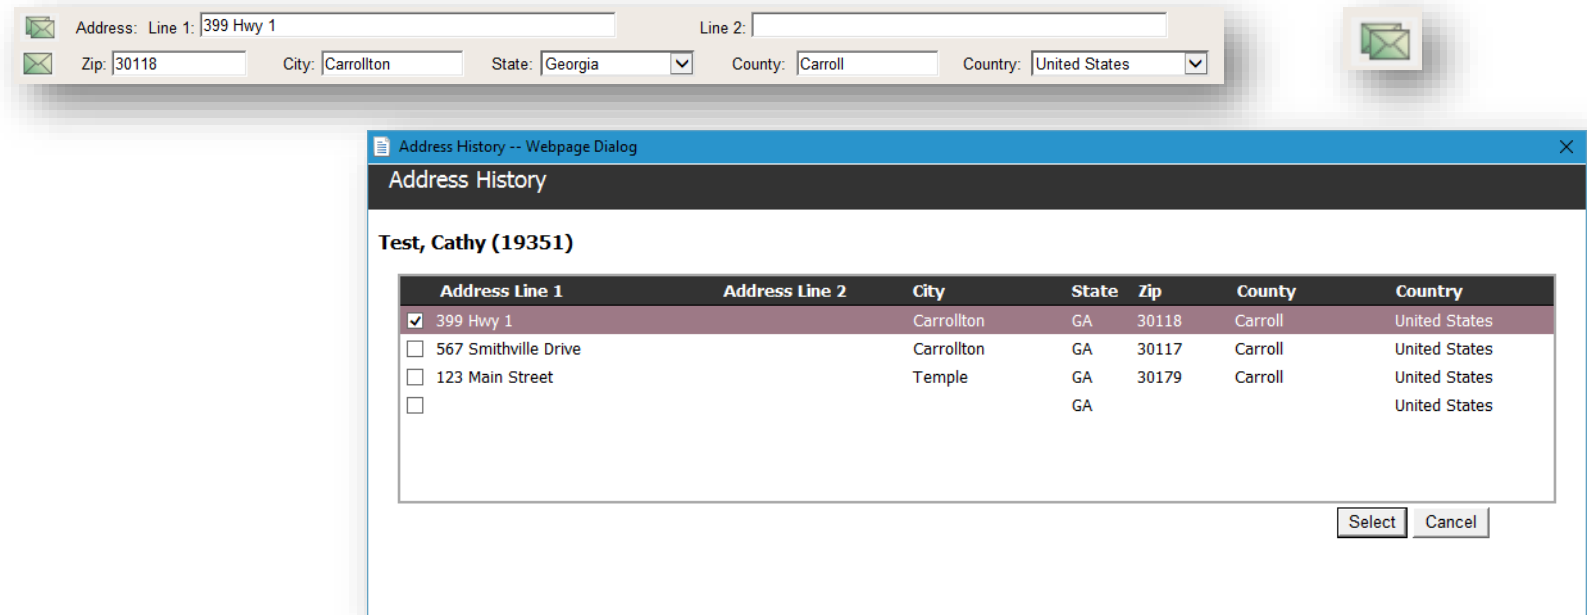 Address: Line 1: 399 Hwy 1 Line 2:
Zip: 30118 City: Carrollton State: Georgia County: Carroll Country: United States
Address History -- Webpage Dialog
Address History
Test, Cathy (19351)
Address Line 1 Address Line 2 City State Zip County Country
399 Hwy 1 Carrollton GA 30118 Carroll United States
567 Smithville Drive Carrollton GA 30117 Carroll United States
123 Main Street Temple GA 30179 Carroll United States
GA United States
Select Cancel